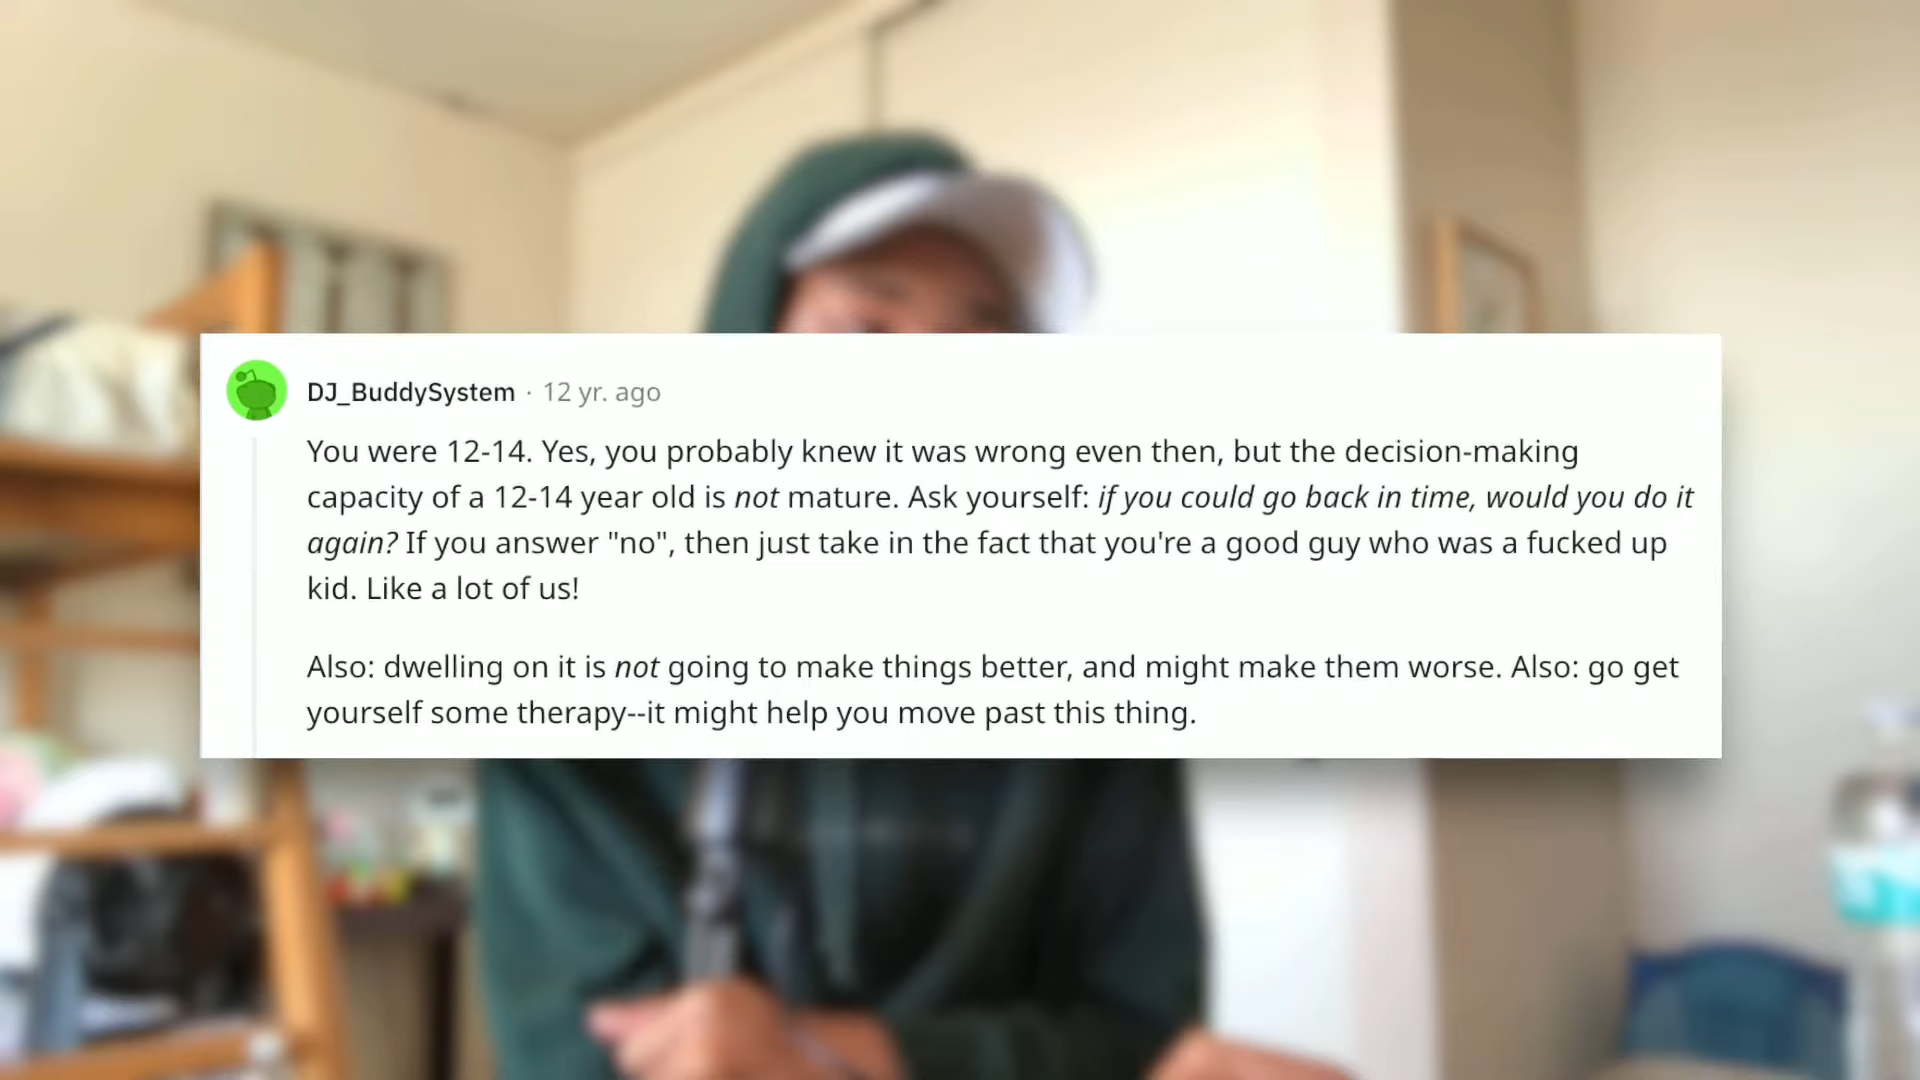 DJ_BuddySystem · 12 yr. ago
You were 12-14. Yes, you probably knew it was wrong even then, but the decision-making
capacity of a 12-14 year old is not mature. Ask yourself: if you could go back in time, would you do it
again? If you answer "no", then just take in the fact that you're a good guy who was a fucked up
kid. Like a lot of us!
Also: dwelling on it is not going to make things better, and might make them worse. Also: go get
yourself some therapy--it might help you move past this thing.